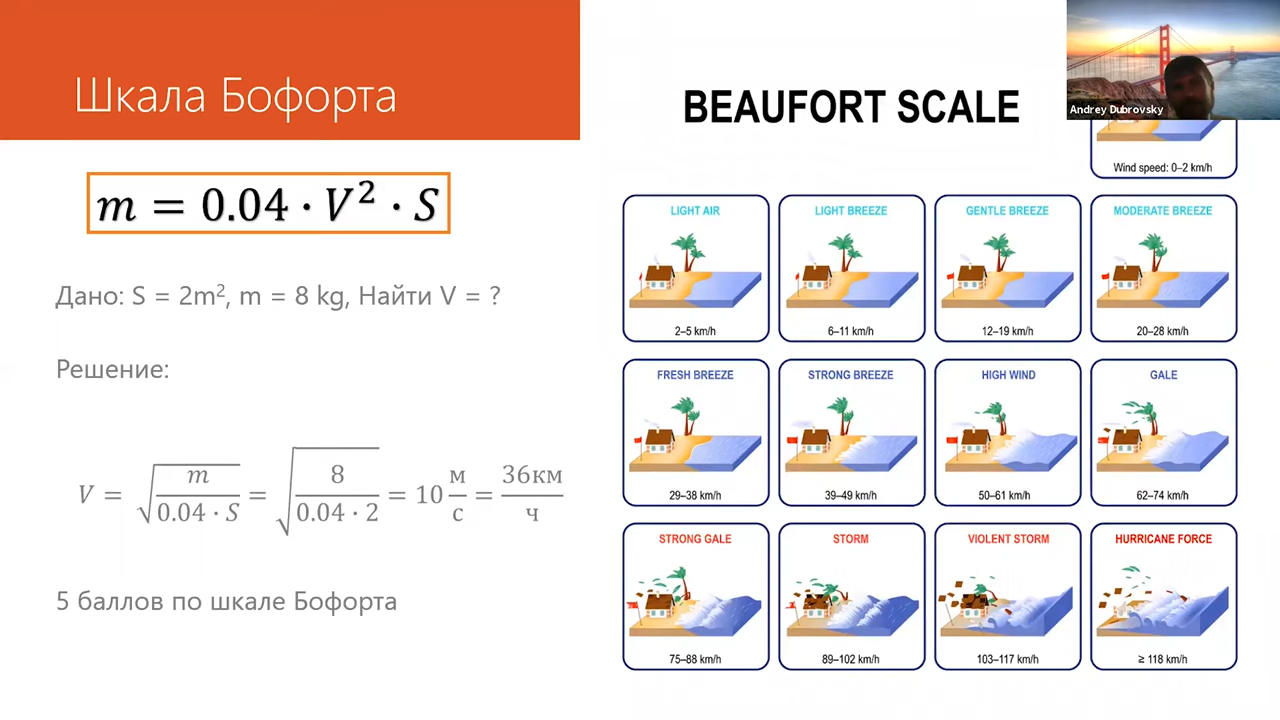 Шкала Бофорта
m = 0.04 · V² · S
Дано: S = 2m², m = 8 kg, Найти V = ?
Решение:
V = √(m / (0.04 · S)) = √(8 / (0.04 · 2)) = 10 м/с = 36км/ч
5 баллов по шкале Бофорта
BEAUFORT SCALE
Andrey Dubrovsky
Wind speed: 0–2 km/h
LIGHT AIR
2–5 km/h
LIGHT BREEZE
6–11 km/h
GENTLE BREEZE
12–19 km/h
MODERATE BREEZE
20–28 km/h
FRESH BREEZE
29–38 km/h
STRONG BREEZE
39–49 km/h
HIGH WIND
50–61 km/h
GALE
62–74 km/h
STRONG GALE
75–88 km/h
STORM
89–102 km/h
VIOLENT STORM
103–117 km/h
HURRICANE FORCE
≥ 118 km/h